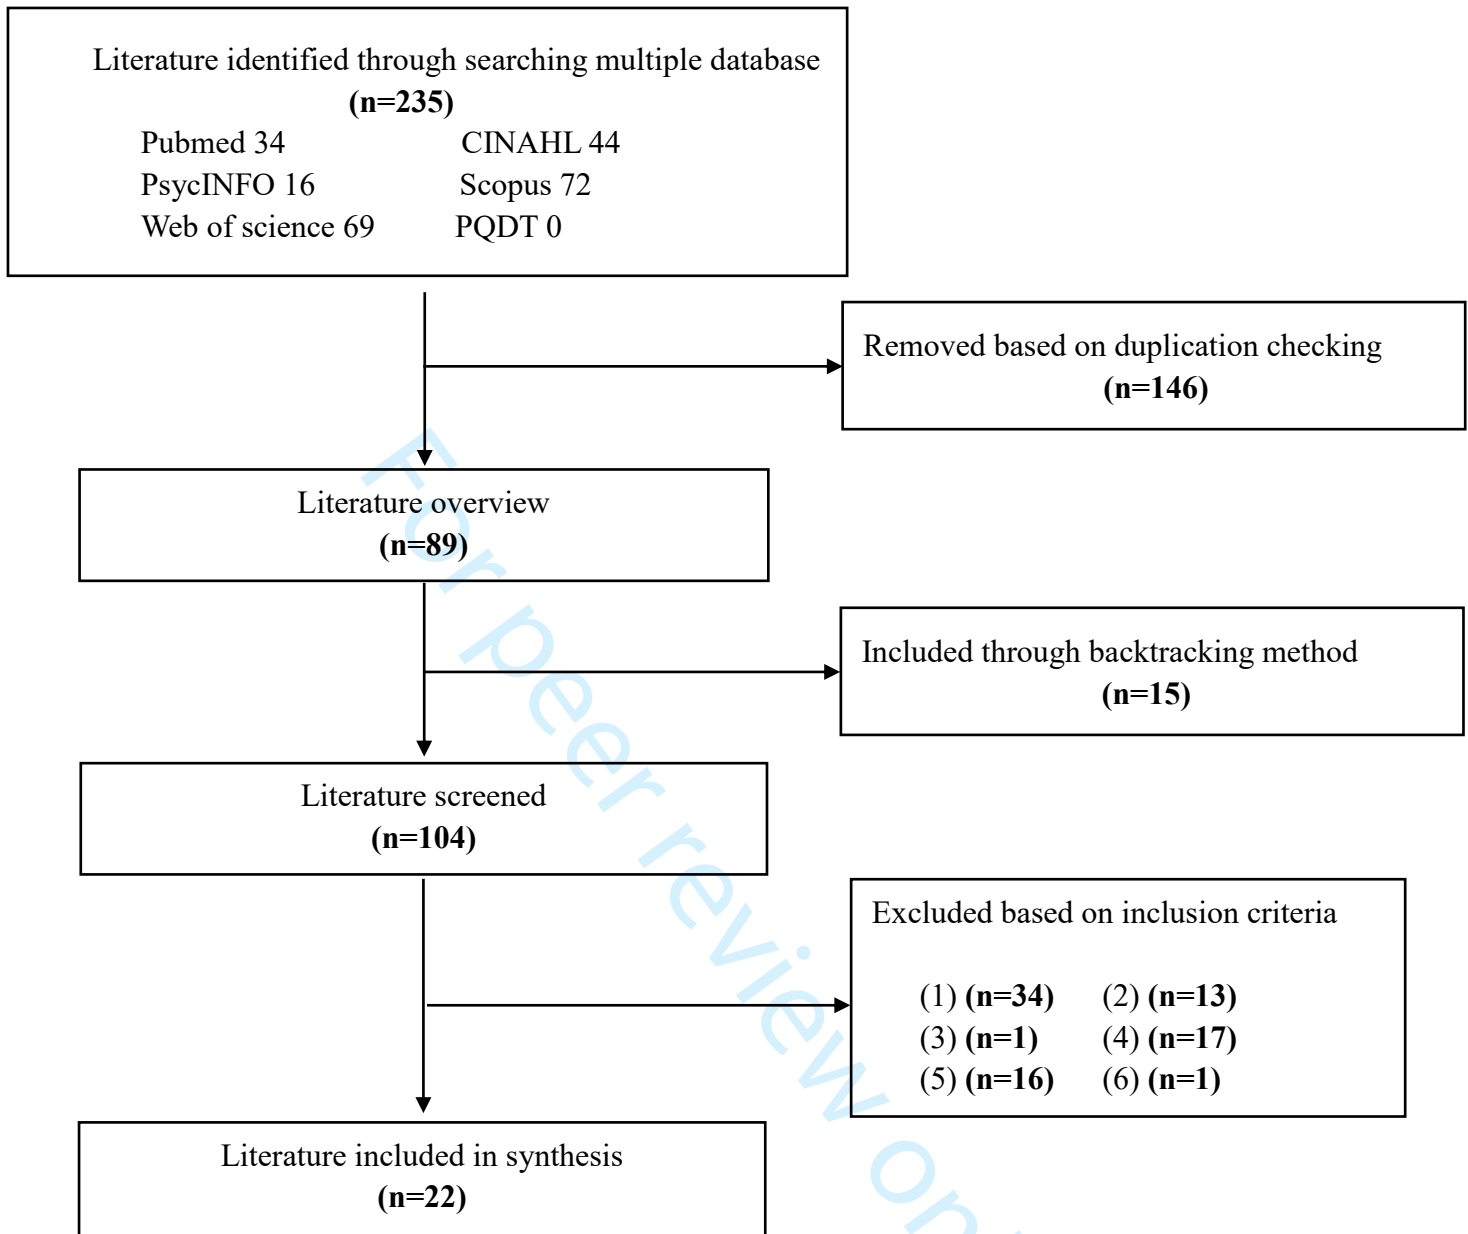 Literature identified through searching multiple database
(n=235)
Pubmed 34 CINAHL 44
PsycINFO 16 Scopus 72
Web of science 69 PQDT 0
Removed based on duplication checking
(n=146)
Literature overview
(n=89)
Included through backtracking method
(n=15)
Literature screened
(n=104)
Excluded based on inclusion criteria
(1) (n=34) (2) (n=13)
(3) (n=1) (4) (n=17)
(5) (n=16) (6) (n=1)
Literature included in synthesis
(n=22)
For peer review on